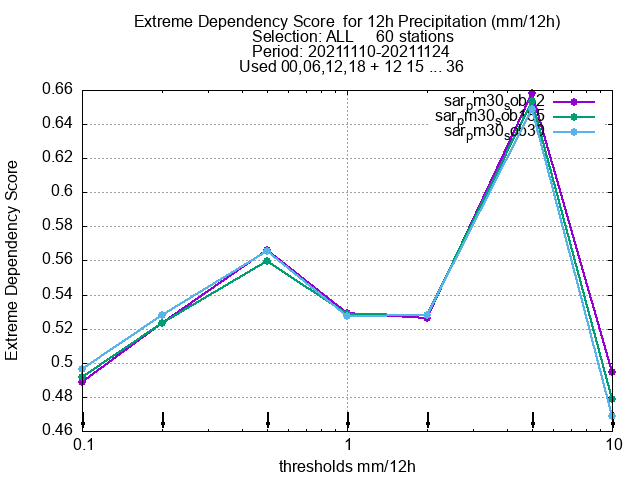 Extreme Dependency Score for 12h Precipitation (mm/12h)
Selection: ALL 60 stations
Period: 20211110-20211124
Used 00,06,12,18 + 12 15 ... 36
0.66
0.64
0.62
0.6
0.58
0.56
0.54
0.52
0.5
0.48
0.46
0.1
1
10
Extreme Dependency Score
thresholds mm/12h